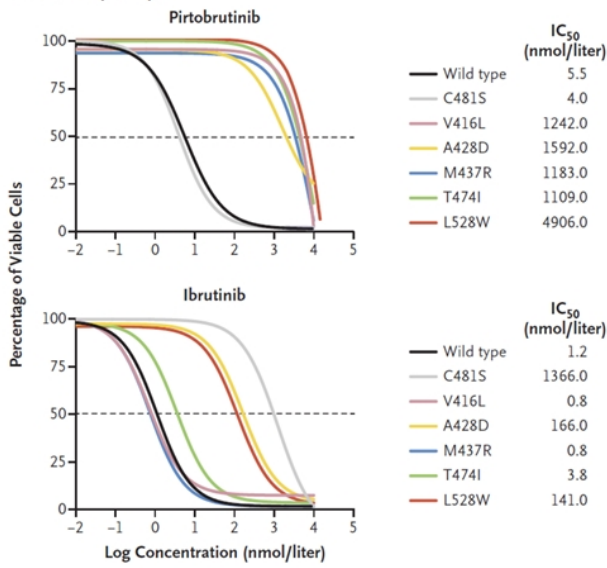 Pirtobrutinib
100
75
50
25
0
−2 −1 0 1 2 3 4 5
IC50
(nmol/liter)
Wild type 5.5
C481S 4.0
V416L 1242.0
A428D 1592.0
M437R 1183.0
T474I 1109.0
L528W 4906.0
Percentage of Viable Cells
Ibrutinib
100
75
50
25
0
−2 −1 0 1 2 3 4 5
Log Concentration (nmol/liter)
IC50
(nmol/liter)
Wild type 1.2
C481S 1366.0
V416L 0.8
A428D 166.0
M437R 0.8
T474I 3.8
L528W 141.0